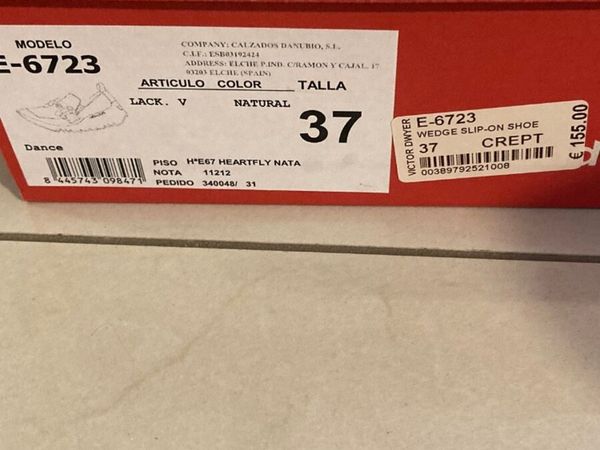 MODELO
E-6723
COMPANY: CALZADOS DANUBIO, S.L.
C.I.F.: ESB03192424
ADDRESS: ELCHE P.IND. C/RAMON Y CAJAL, 17
03203 ELCHE (SPAIN)
ARTICULO COLOR TALLA
LACK. V NATURAL
37
Dance
8 445743 098471
PISO H*E67 HEARTFLY NATA
NOTA 11212
PEDIDO 340048/ 31
VICTOR DWYER
E-6723
WEDGE SLIP-ON SHOE
37 CREPT
00389792521008
€ 155.00